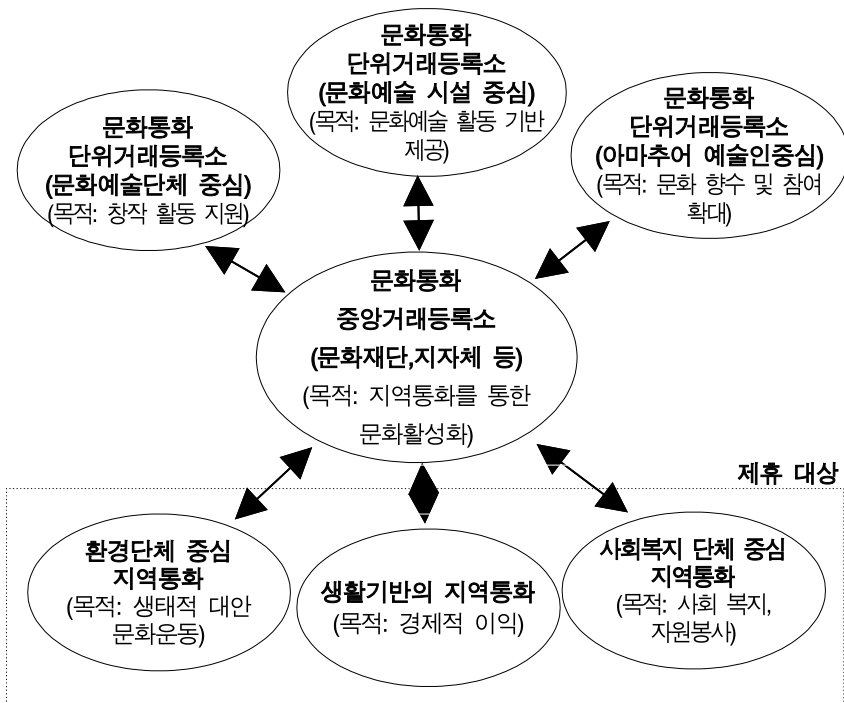 문화통화
단위거래등록소
(문화예술 시설 중심)
(목적: 문화예술 활동 기반
제공)
문화통화
단위거래등록소
(문화예술단체 중심)
(목적: 창작 활동 지원)
문화통화
단위거래등록소
(아마추어 예술인중심)
(목적: 문화 향수 및 참여
확대)
문화통화
중앙거래등록소
(문화재단,지자체 등)
(목적: 지역통화를 통한
문화활성화)
제휴 대상
환경단체 중심
지역통화
(목적: 생태적 대안
문화운동)
생활기반의 지역통화
(목적: 경제적 이익)
사회복지 단체 중심
지역통화
(목적: 사회 복지,
자원봉사)